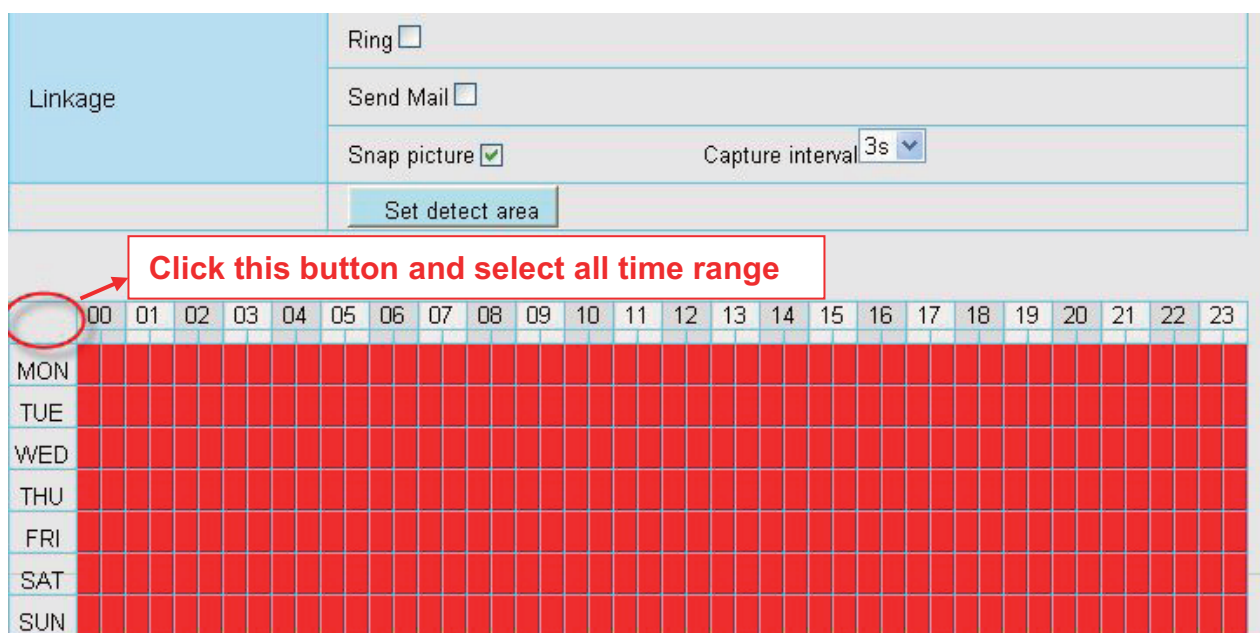 Ring
Linkage
Send Mail
Snap picture Capture interval 3s
Set detect area
Click this button and select all time range
00 01 02 03 04 05 06 07 08 09 10 11 12 13 14 15 16 17 18 19 20 21 22 23
MON
TUE
WED
THU
FRI
SAT
SUN